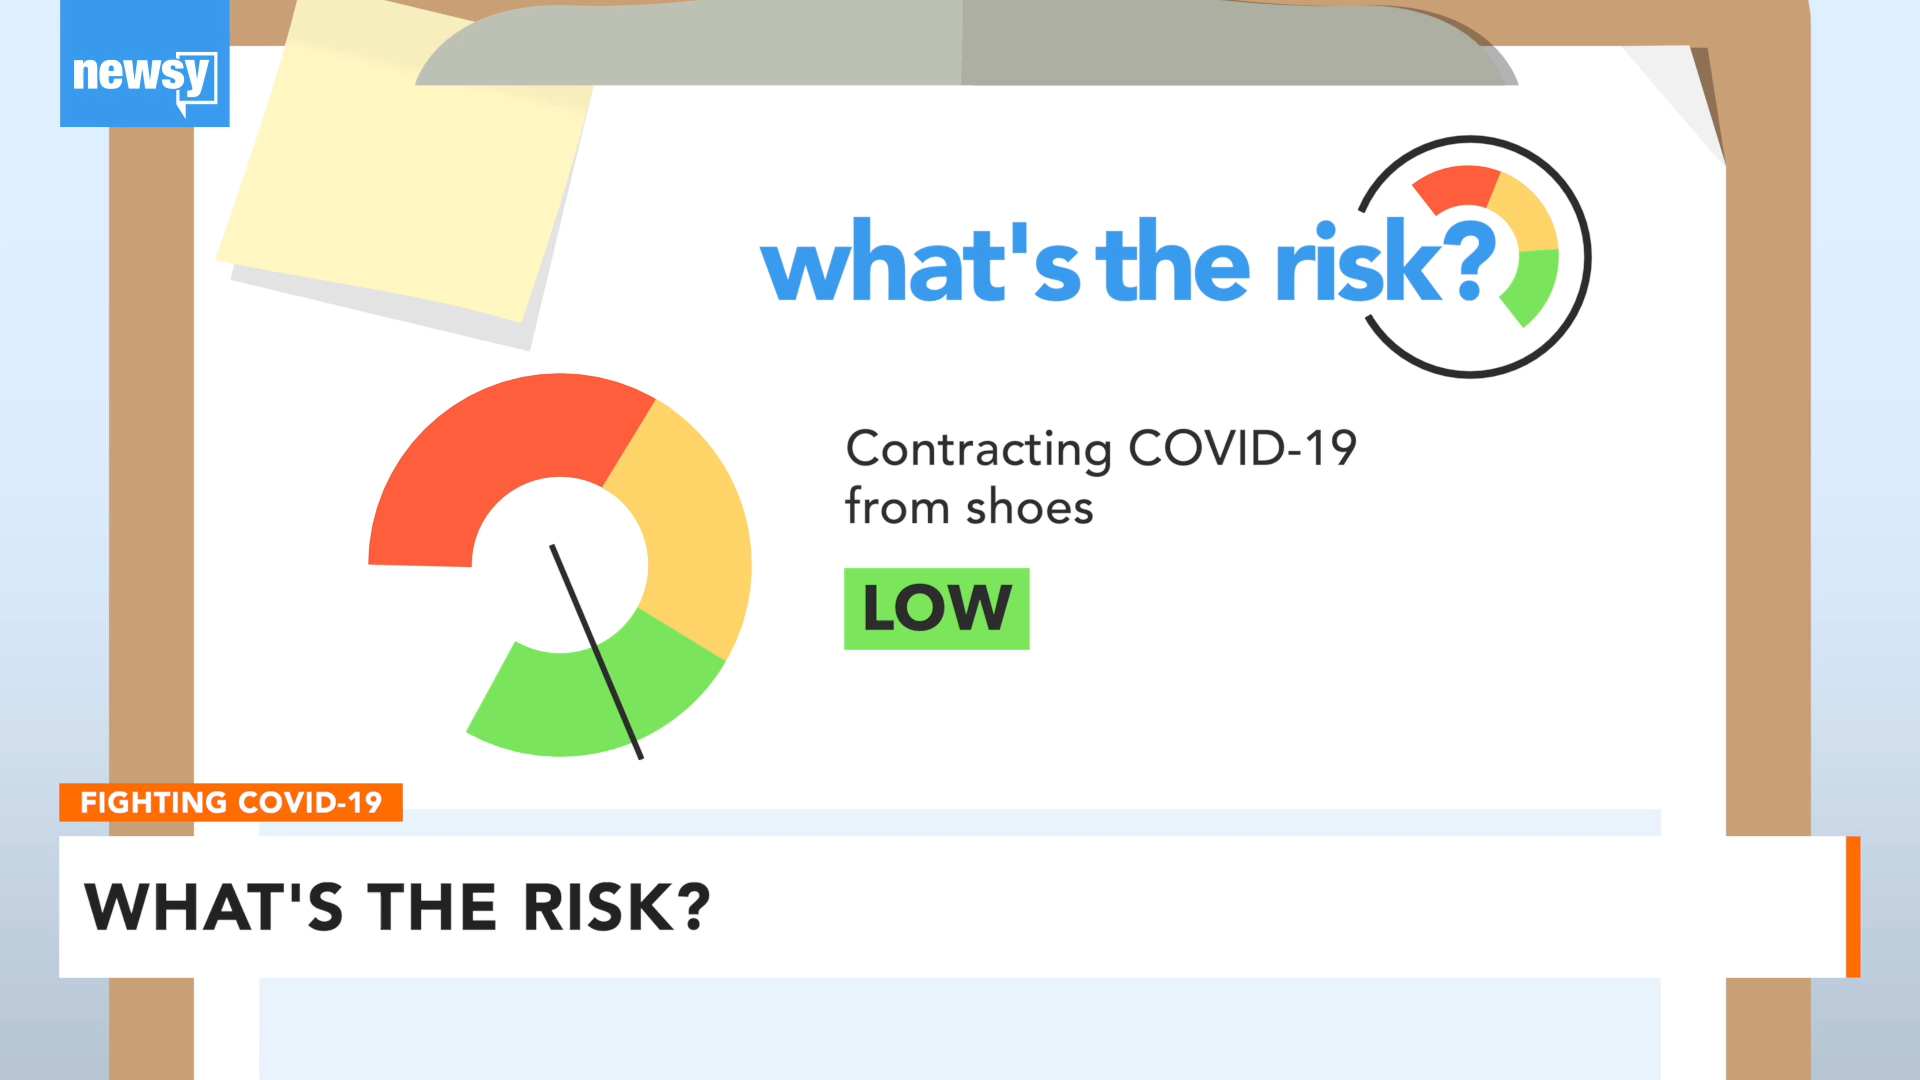 newsy
what's the risk?
Contracting COVID-19
from shoes
LOW
FIGHTING COVID-19
WHAT'S THE RISK?